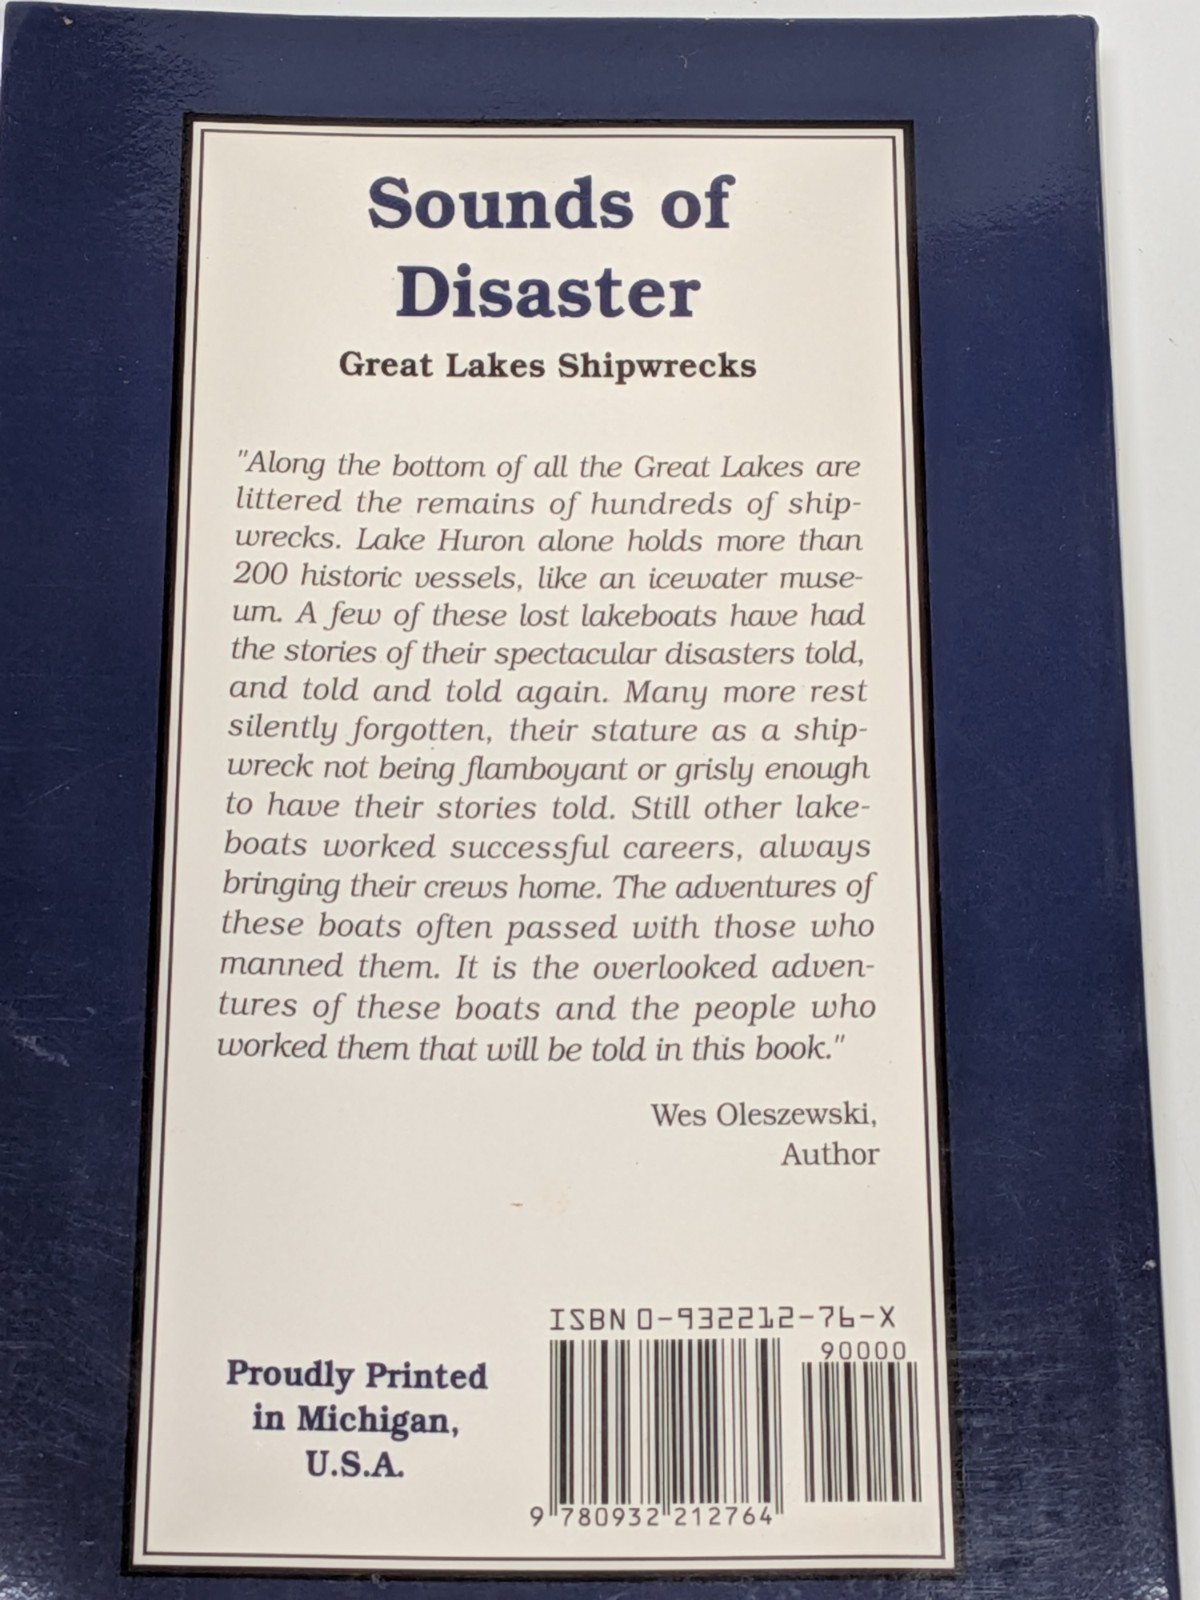 Sounds of
Disaster
Great Lakes Shipwrecks
"Along the bottom of all the Great Lakes are
littered the remains of hundreds of ship-
wrecks. Lake Huron alone holds more than
200 historic vessels, like an icewater muse-
um. A few of these lost lakeboats have had
the stories of their spectacular disasters told,
and told and told again. Many more rest
silently forgotten, their stature as a ship-
wreck not being flamboyant or grisly enough
to have their stories told. Still other lake-
boats worked successful careers, always
bringing their crews home. The adventures of
these boats often passed with those who
manned them. It is the overlooked adven-
tures of these boats and the people who
worked them that will be told in this book."
Wes Oleszewski,
Author
ISBN 0-932212-76-X
90000
Proudly Printed
in Michigan,
U.S.A.
9 780932 212764